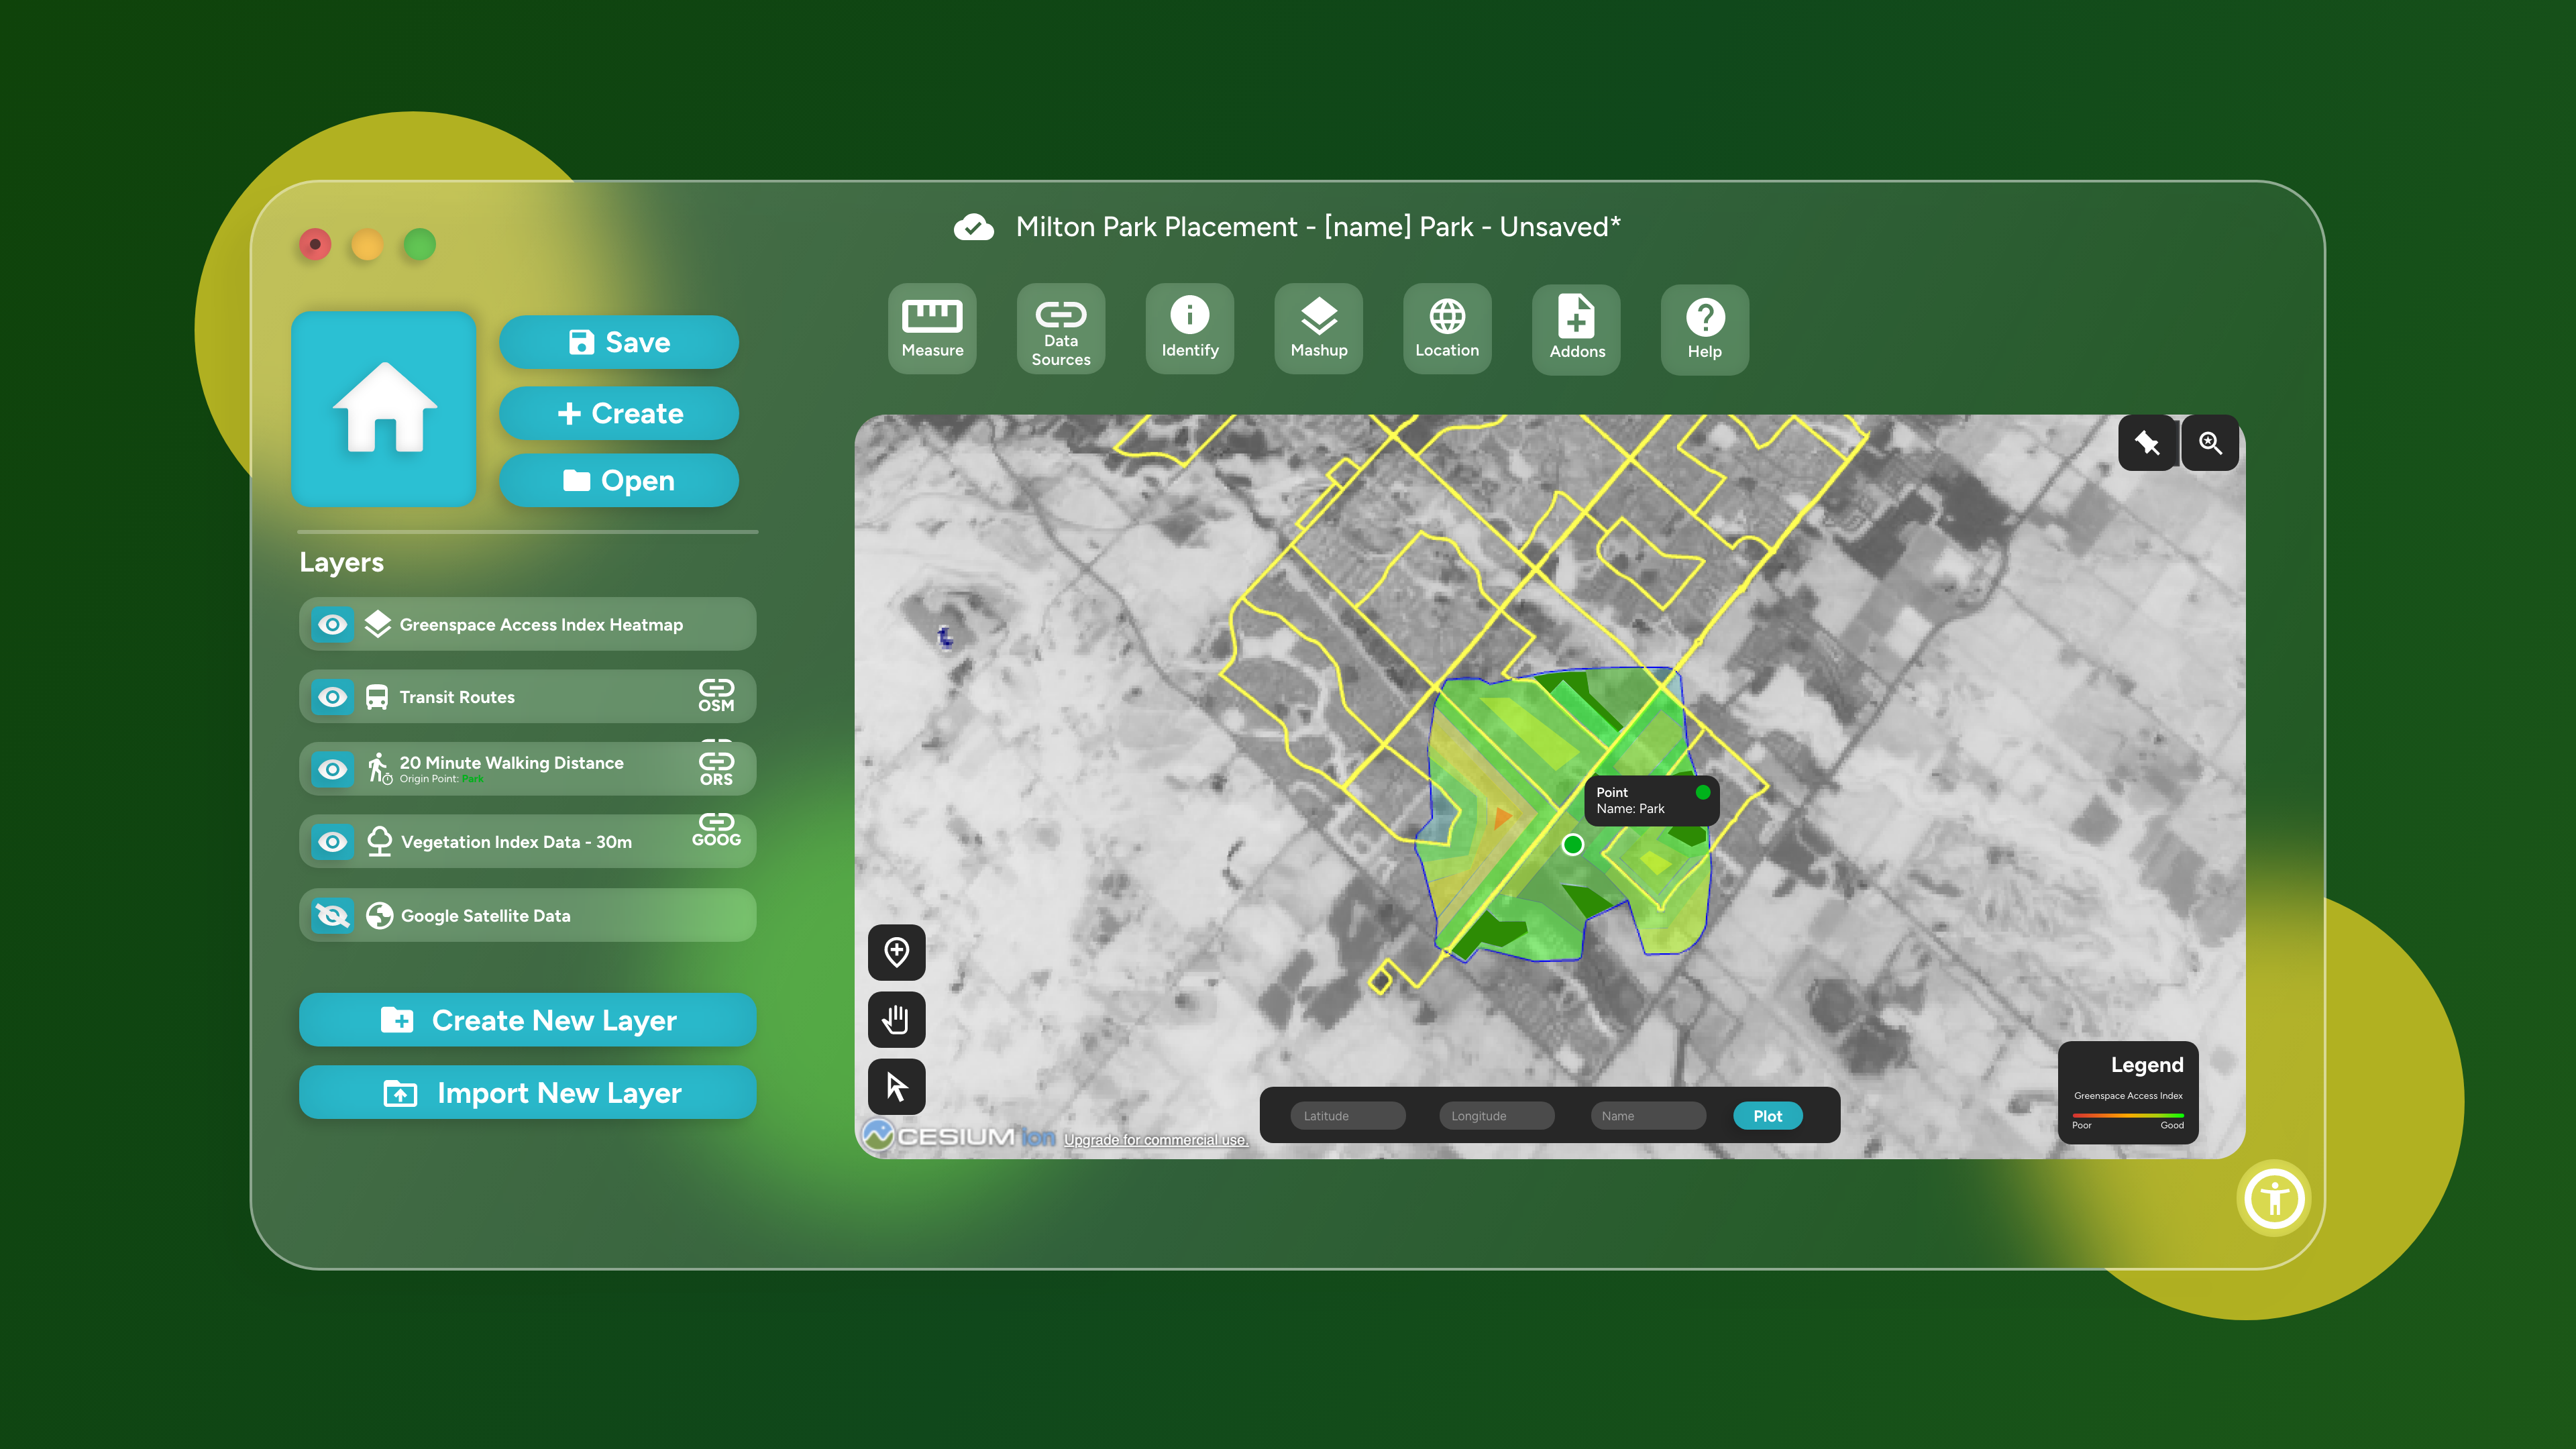 Milton Park Placement - [name] Park - Unsaved*
Save
Create
Open
Measure
Data
Sources
Identify
Mashup
Location
Addons
Help
Layers
Greenspace Access Index Heatmap
Transit Routes
OSM
20 Minute Walking Distance
Origin Point: Park
ORS
Vegetation Index Data - 30m
GOOG
Google Satellite Data
Create New Layer
Import New Layer
Point
Name: Park
Legend
Greenspace Access Index
Poor Good
Latitude Longitude Name Plot
CESIUM ion Upgrade for commercial use.